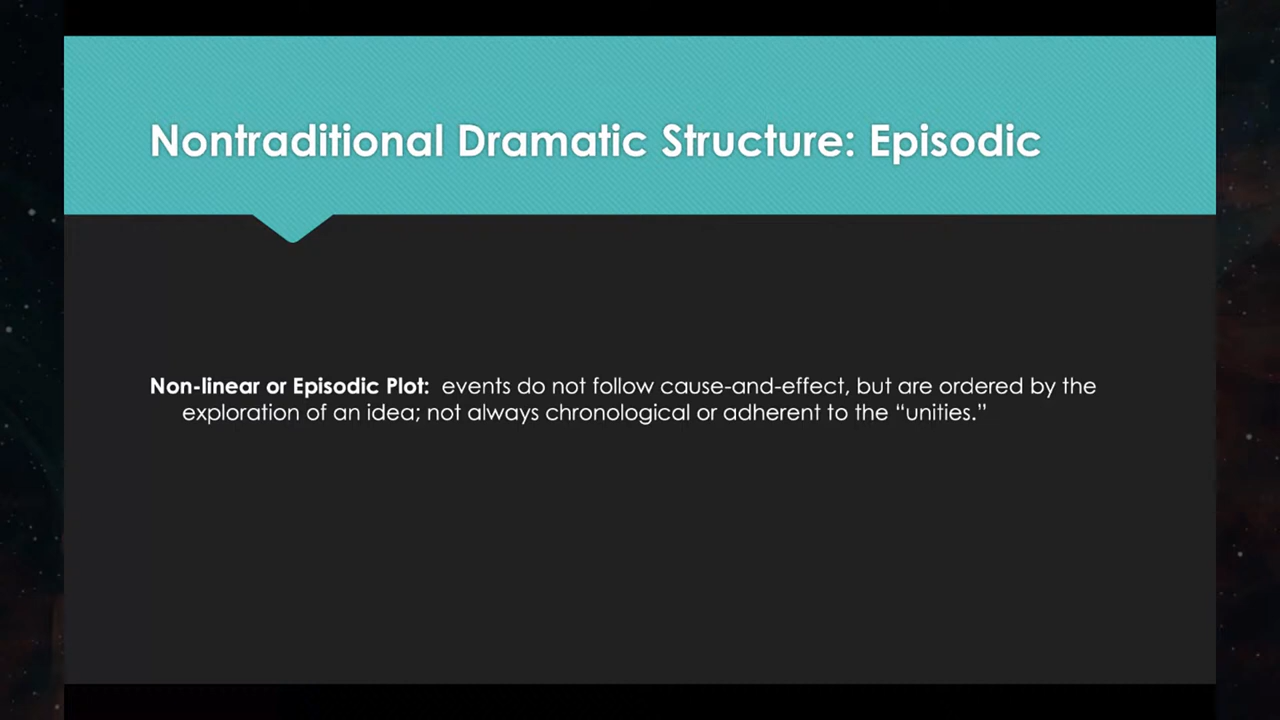 Nontraditional Dramatic Structure: Episodic
Non-linear or Episodic Plot:  events do not follow cause-and-effect, but are ordered by the
exploration of an idea; not always chronological or adherent to the “unities.”